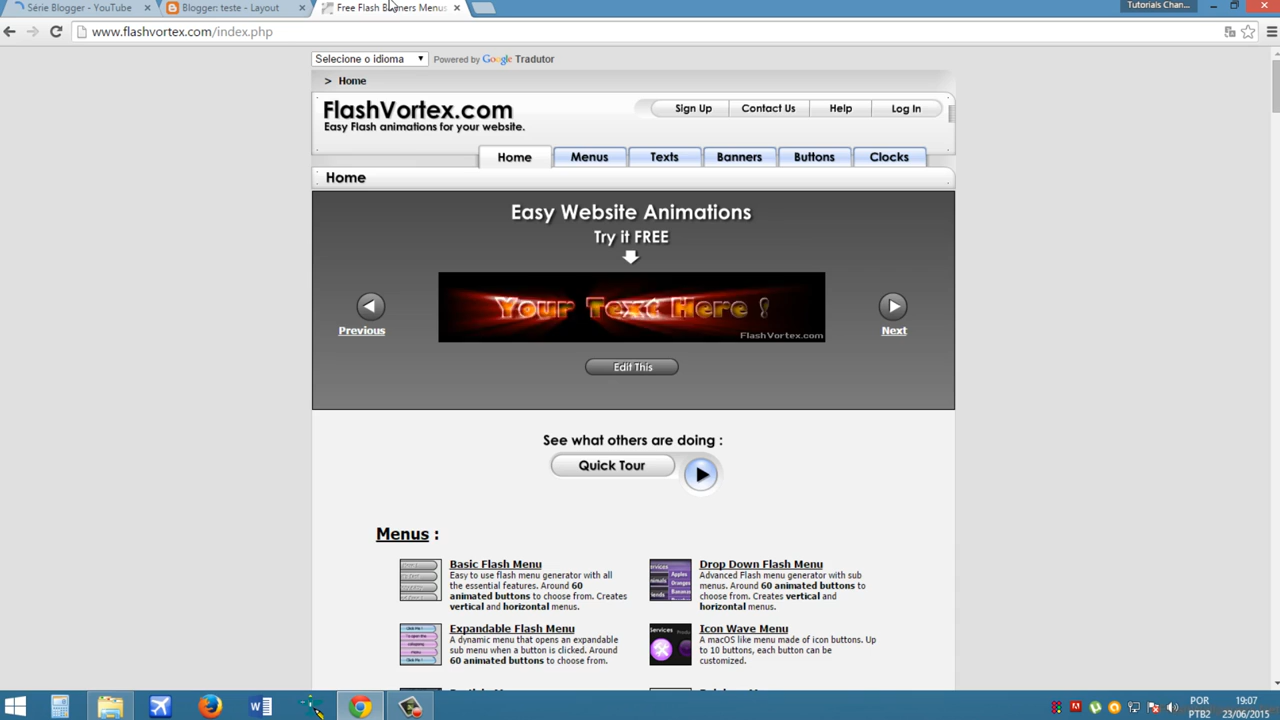 Série Blogger - YouTube
Blogger: teste - Layout
Free Flash Banners Menus
Tutorials Chan...
www.flashvortex.com/index.php
Selecione o idioma
Powered by Google Tradutor
> Home
FlashVortex.com
Easy Flash animations for your website.
Sign Up
Contact Us
Help
Log In
Home
Menus
Texts
Banners
Buttons
Clocks
Home
Easy Website Animations
Try it FREE
Your Text Here !
FlashVortex.com
Previous
Next
Edit This
See what others are doing :
Quick Tour
Menus :
Basic Flash Menu
Easy to use flash menu generator with all
the essential features. Around 60
animated buttons to choose from. Creates
vertical and horizontal menus.
Drop Down Flash Menu
Advanced Flash menu generator with sub
menus. Around 60 animated buttons to
choose from. Creates vertical and
horizontal menus.
Expandable Flash Menu
A dynamic menu that opens an expandable
sub menu when a button is clicked. Around
60 animated buttons to choose from.
Icon Wave Menu
A macOS like menu made of icon buttons. Up
to 10 buttons, each button can be
customized.
POR
PTB2
19:07
23/06/2015